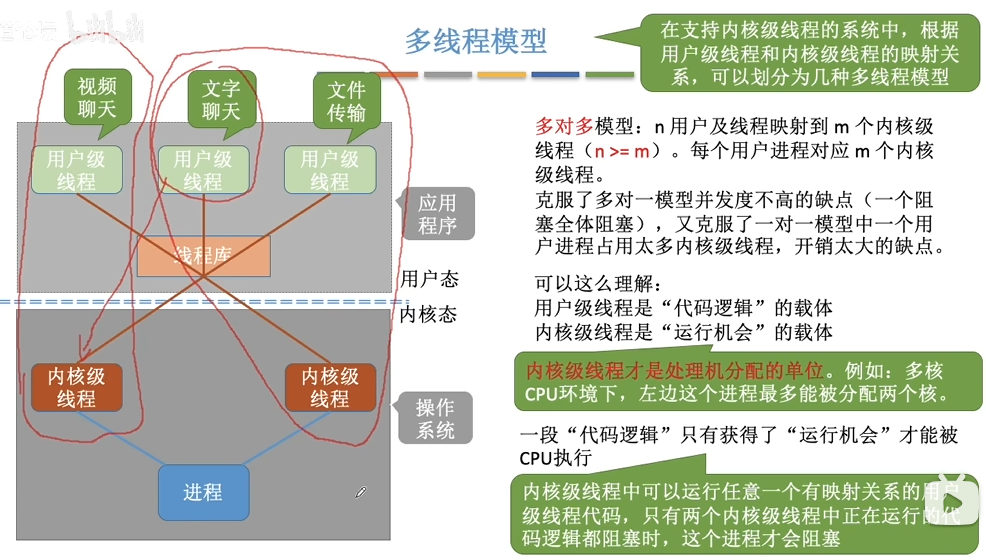 多线程模型
在支持内核级线程的系统中，根据
用户级线程和内核级线程的映射关
系，可以划分为几种多线程模型
视频
聊天
文字
聊天
文件
传输
用户级
线程
用户级
线程
用户级
线程
线程库
应用
程序
用户态
内核态
内核级
线程
内核级
线程
操作
系统
进程
多对多模型：n 用户及线程映射到 m 个内核级
线程（n >= m）。每个用户进程对应 m 个内核
级线程。
克服了多对一模型并发度不高的缺点（一个阻
塞全体阻塞），又克服了一对一模型中一个用
户进程占用太多内核级线程，开销太大的缺点。
可以这么理解：
用户级线程是“代码逻辑”的载体
内核级线程是“运行机会”的载体
内核级线程才是处理机分配的单位。例如：多核
CPU环境下，左边这个进程最多能被分配两个核。
一段“代码逻辑”只有获得了“运行机会”才能被
CPU执行
内核级线程中可以运行任意一个有映射关系的用户
级线程代码，只有两个内核级线程中正在运行的代
码逻辑都阻塞时，这个进程才会阻塞